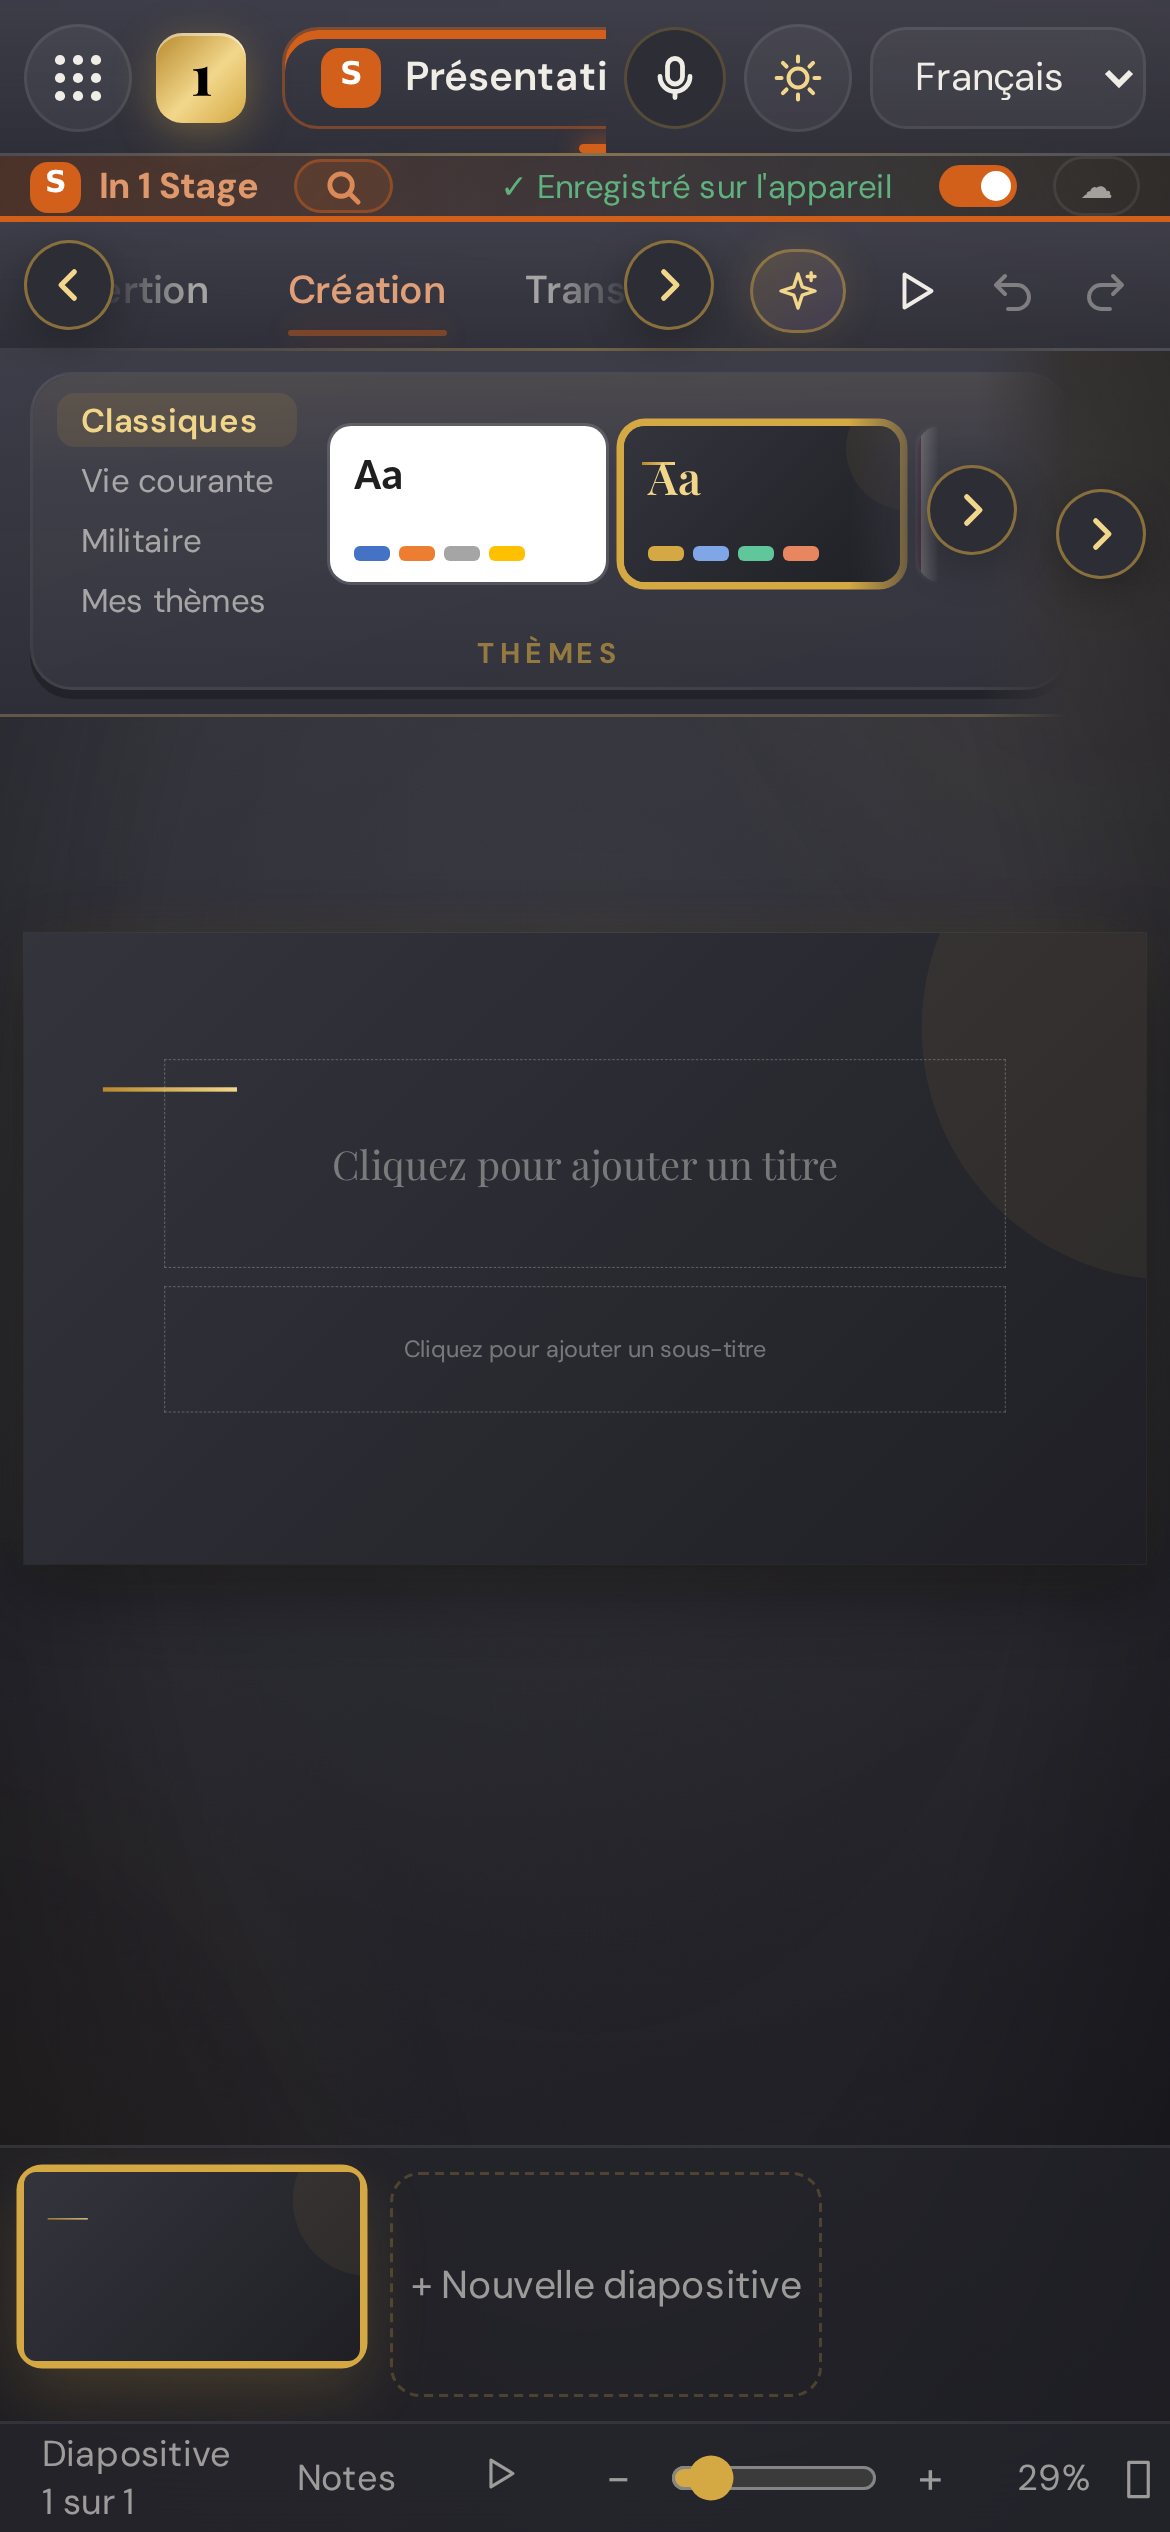 1
S Présentati
Français
S In 1 Stage
✓ Enregistré sur l'appareil
ertion
Création
Trans
Classiques
Vie courante
Militaire
Mes thèmes
Aa
Aa
THÈMES
Cliquez pour ajouter un titre
Cliquez pour ajouter un sous-titre
+ Nouvelle diapositive
Diapositive
1 sur 1
Notes
−
+
29%